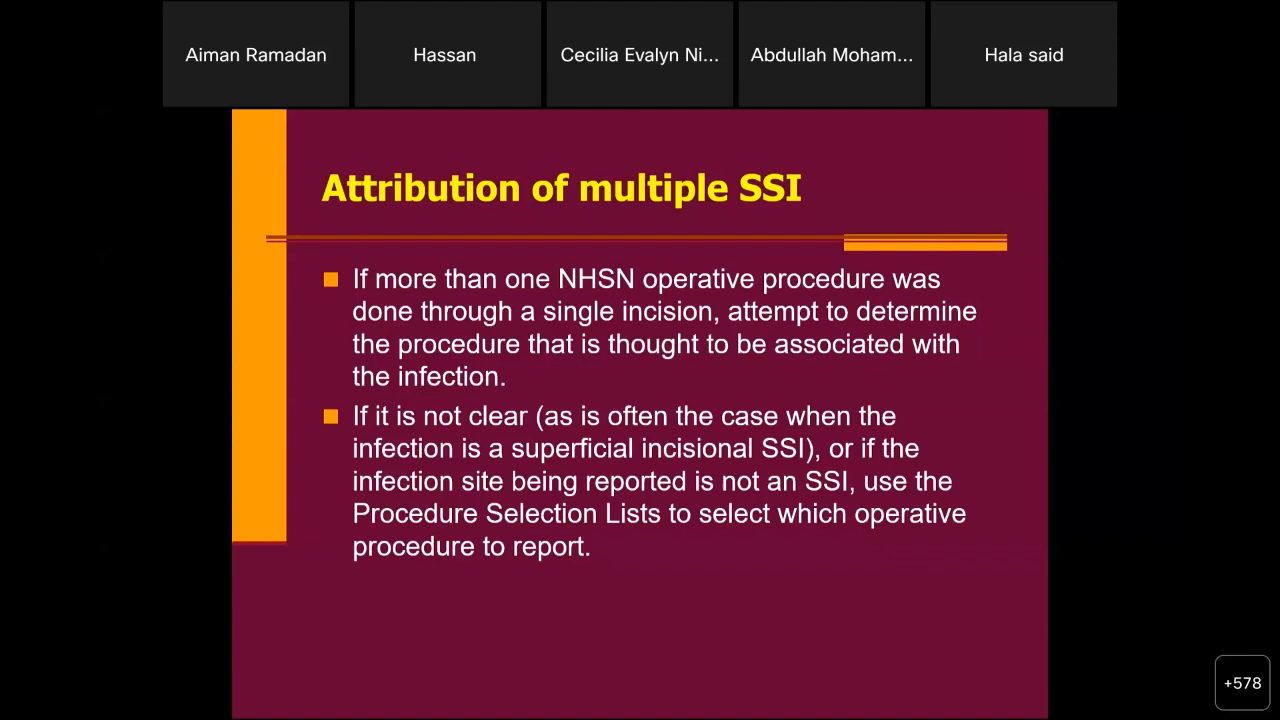 Aiman Ramadan
Hassan
Cecilia Evalyn Ni...
Abdullah Moham...
Hala said
Attribution of multiple SSI
If more than one NHSN operative procedure was
done through a single incision, attempt to determine
the procedure that is thought to be associated with
the infection.
If it is not clear (as is often the case when the
infection is a superficial incisional SSI), or if the
infection site being reported is not an SSI, use the
Procedure Selection Lists to select which operative
procedure to report.
+578